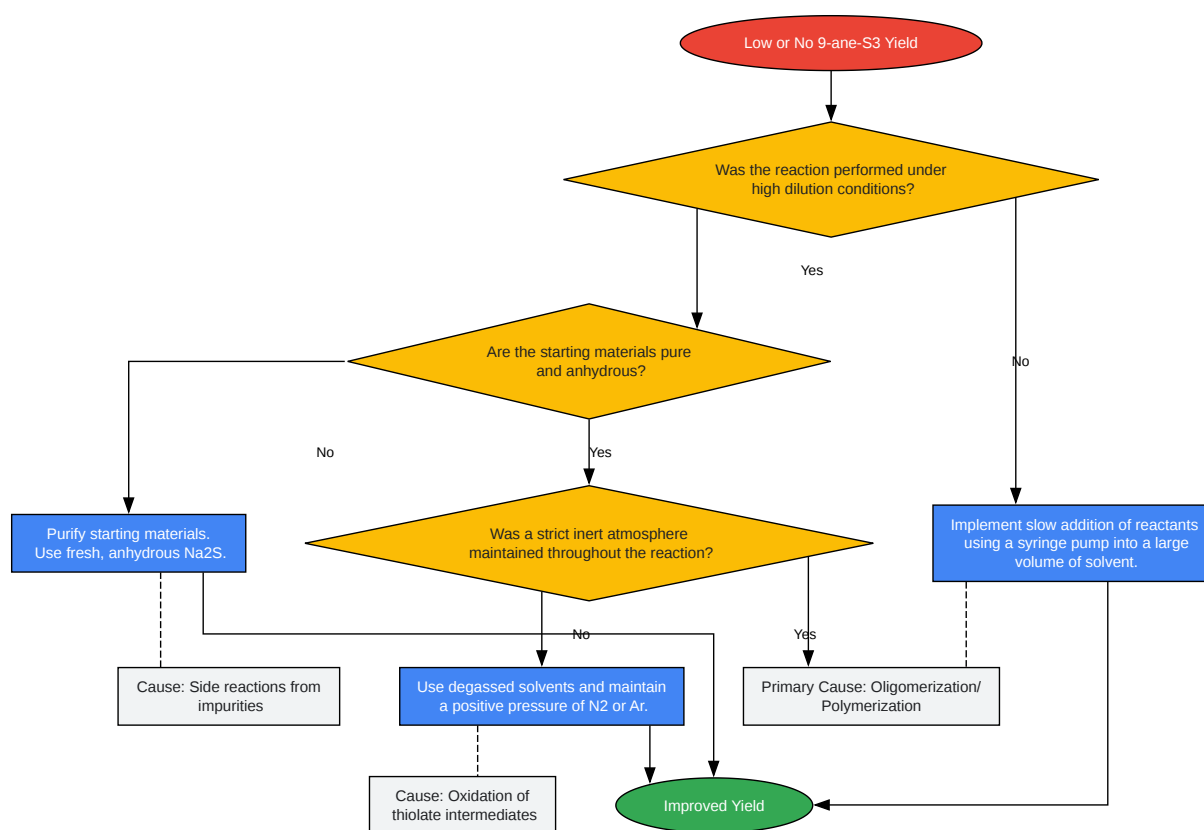 Low or No 9-ane-S3 Yield
Was the reaction performed under
high dilution conditions?
Yes
Are the starting materials pure
and anhydrous?
No
No
Yes
Purify starting materials.
Use fresh, anhydrous Na2S.
Was a strict inert atmosphere
maintained throughout the reaction?
Implement slow addition of reactants
using a syringe pump into a large
volume of solvent.
No
Yes
Cause: Side reactions from
impurities
Use degassed solvents and maintain
a positive pressure of N2 or Ar.
Primary Cause: Oligomerization/
Polymerization
Cause: Oxidation of
thiolate intermediates
Improved Yield